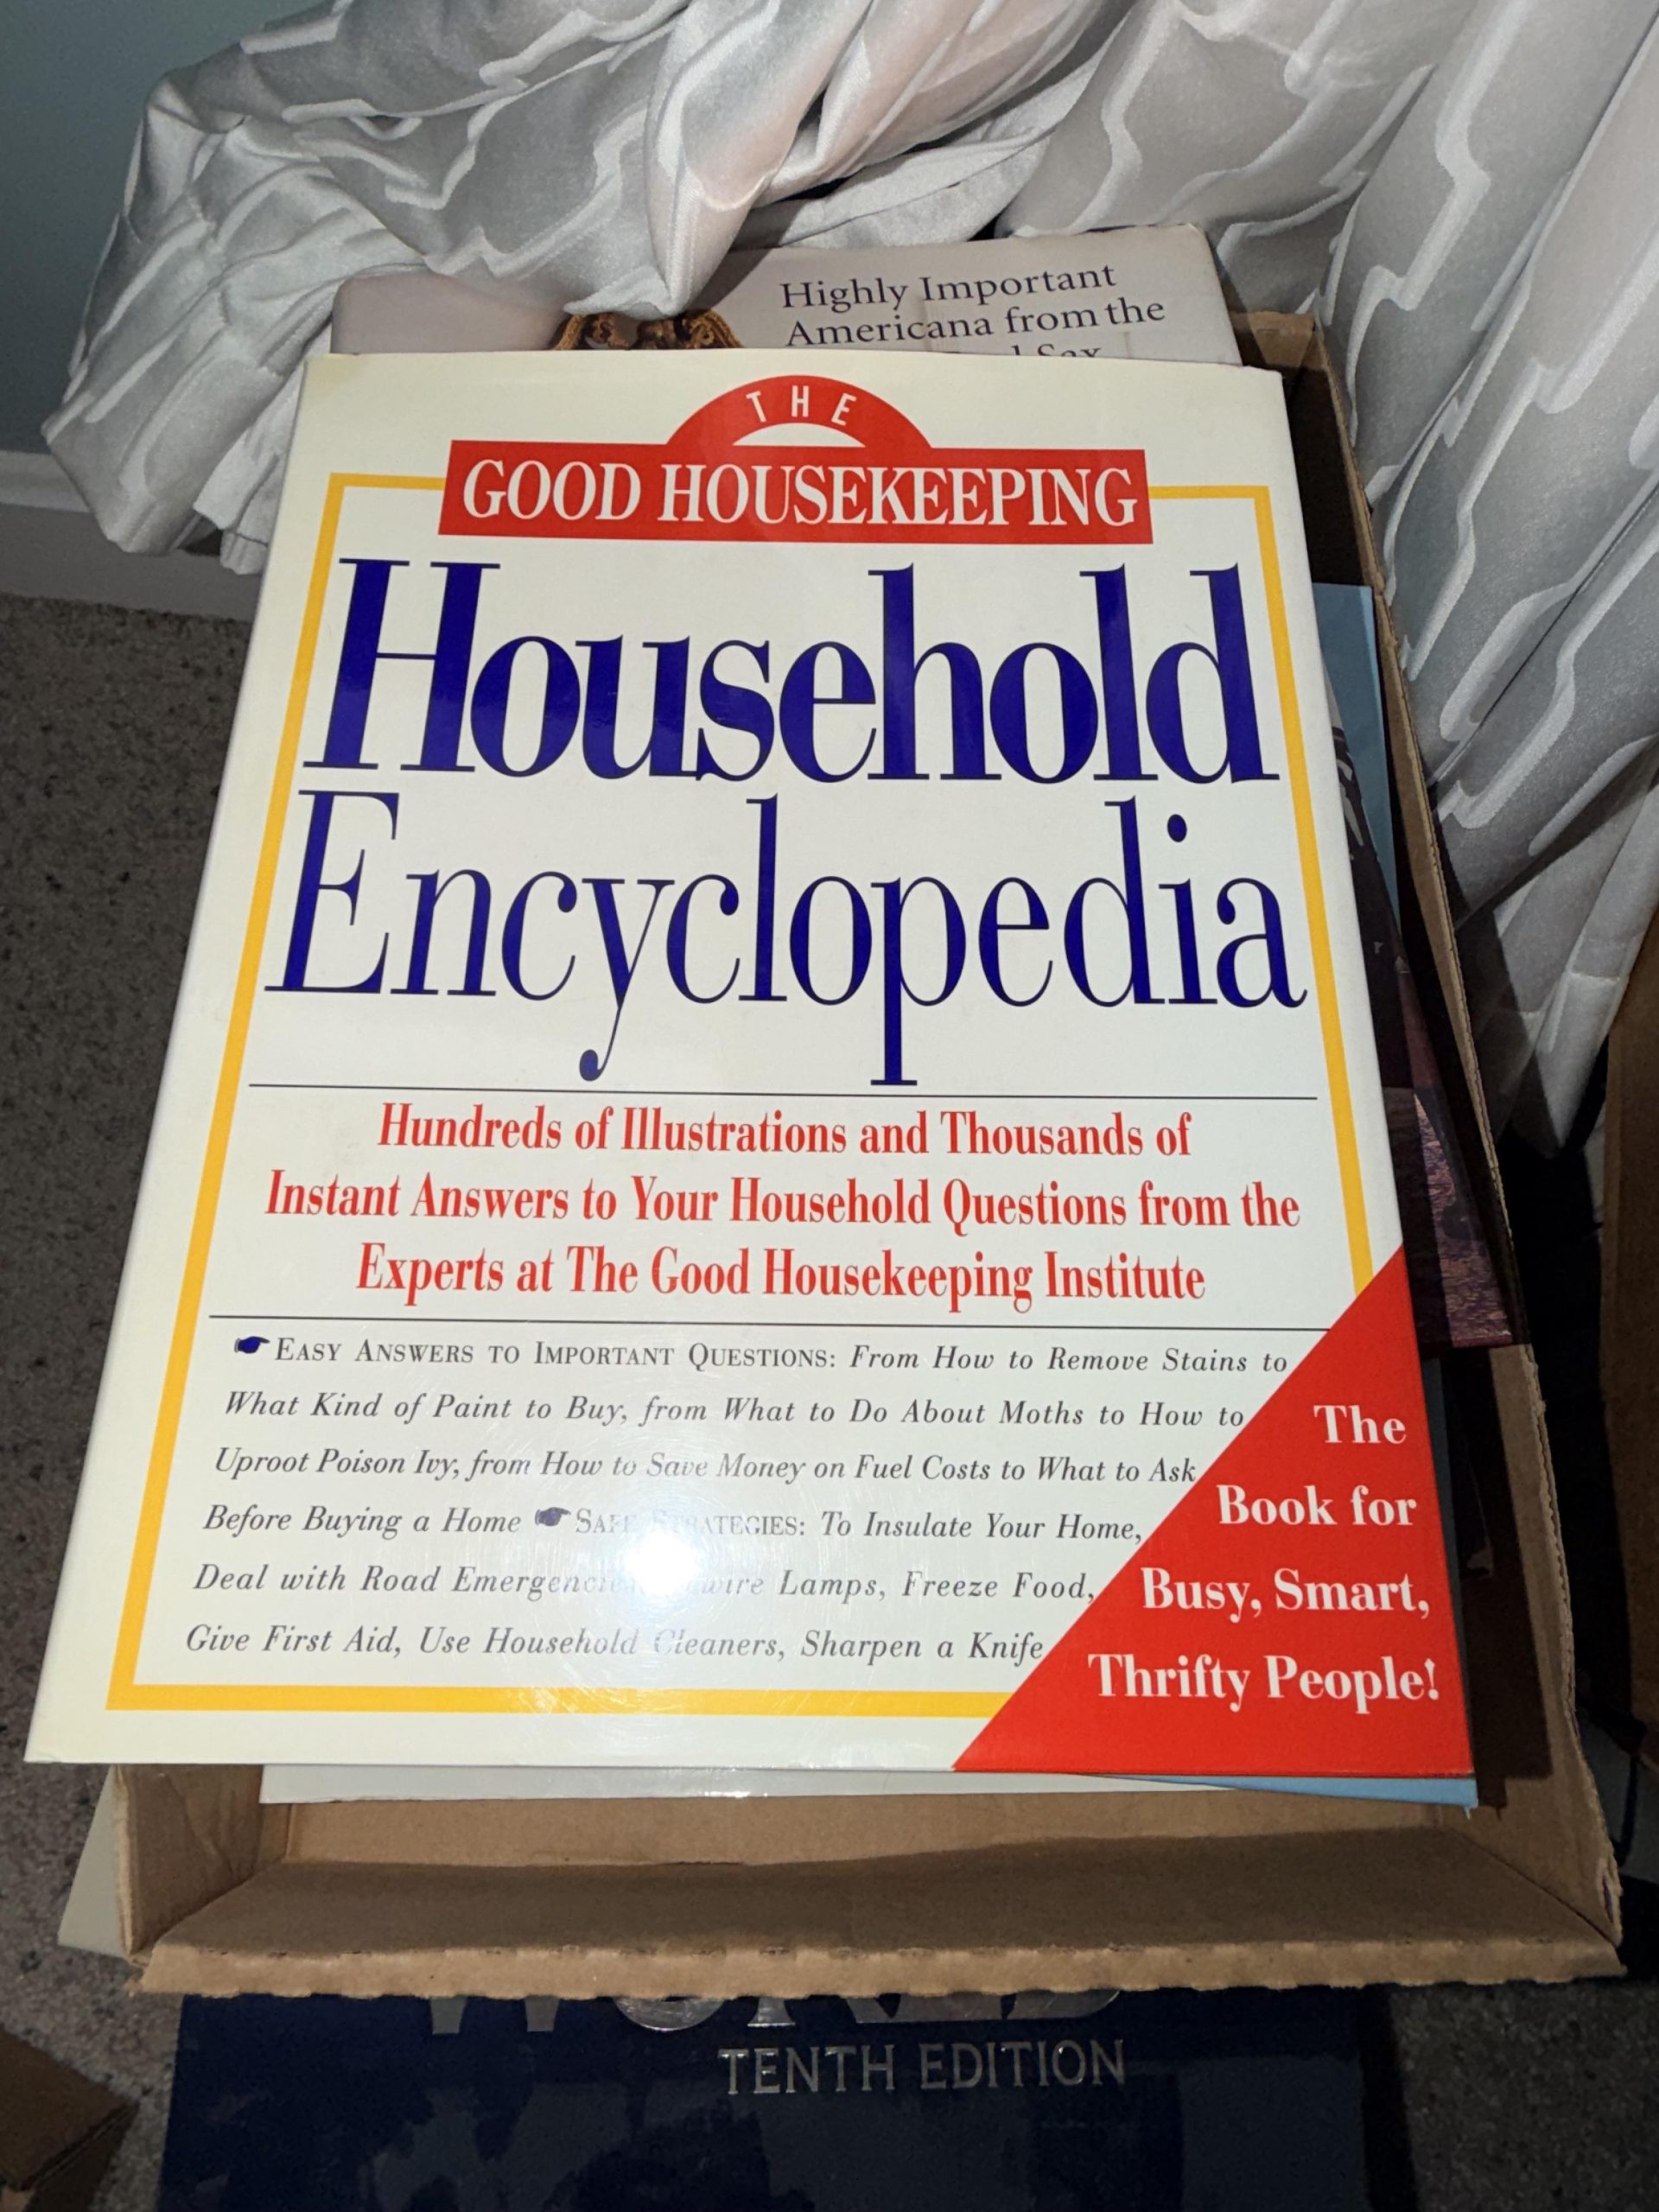 Highly Important
Americana from the
THE
GOOD HOUSEKEEPING
Household
Encyclopedia
Hundreds of Illustrations and Thousands of
Instant Answers to Your Household Questions from the
Experts at The Good Housekeeping Institute
EASY ANSWERS TO IMPORTANT QUESTIONS: From How to Remove Stains to
What Kind of Paint to Buy, from What to Do About Moths to How to
Uproot Poison Ivy, from How to Save Money on Fuel Costs to What to Ask
Before Buying a Home SAFE STRATEGIES: To Insulate Your Home,
Deal with Road Emergencies, Lamps, Freeze Food,
Give First Aid, Use Household Cleaners, Sharpen a Knife
The
Book for
Busy, Smart,
Thrifty People!
TENTH EDITION